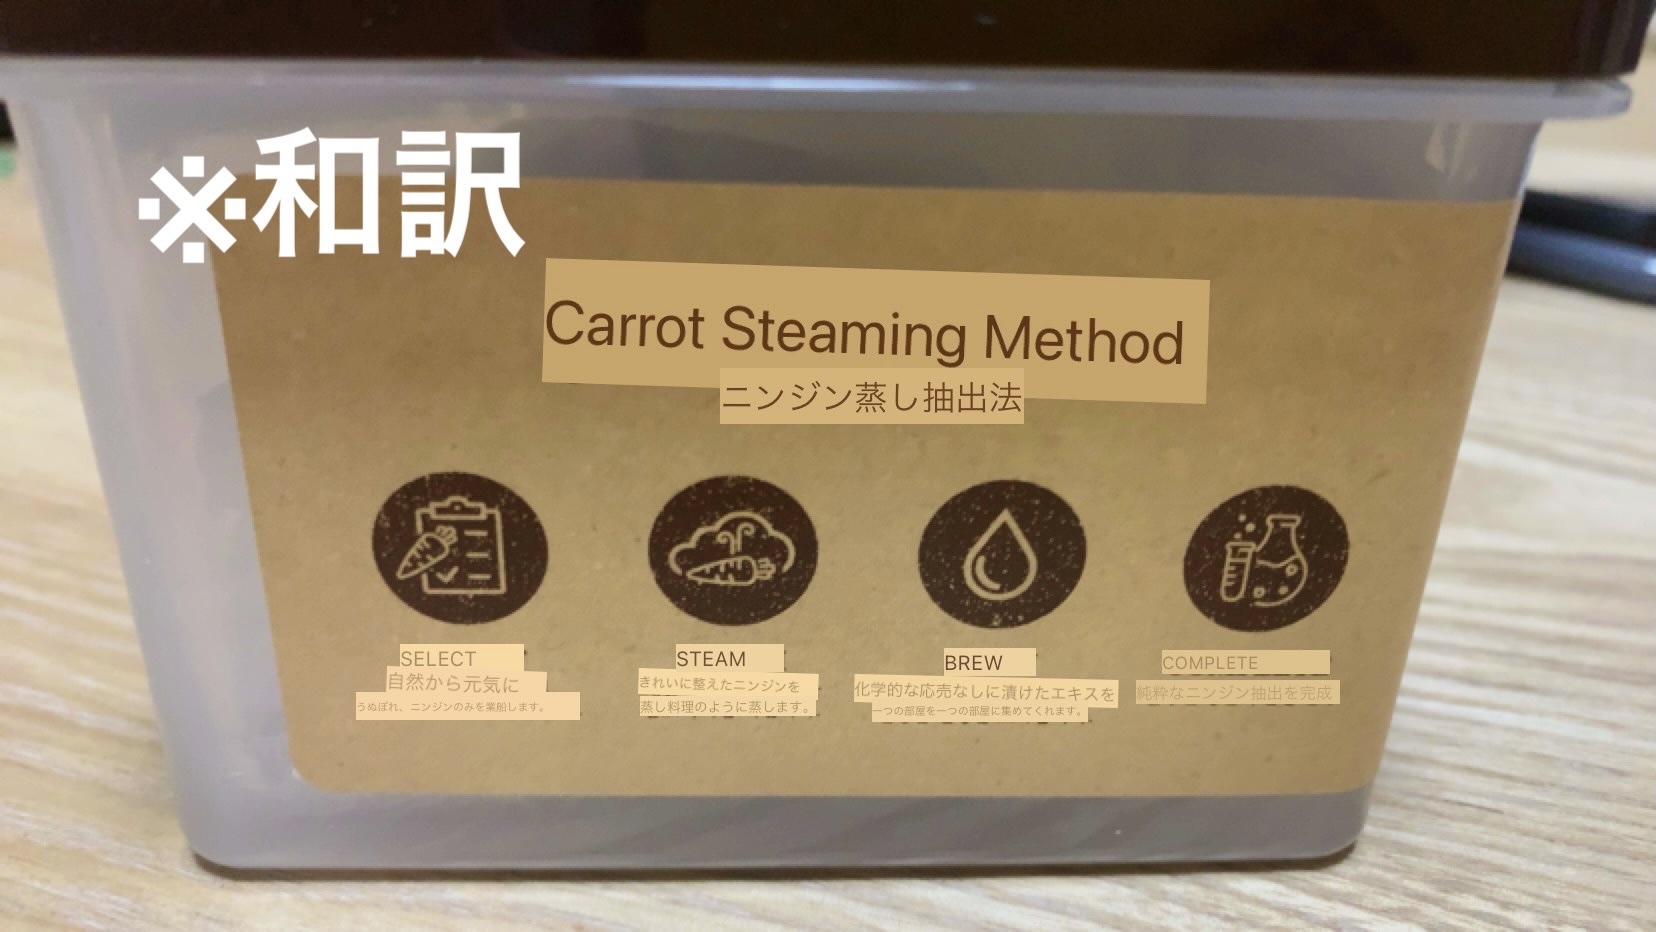 ※和訳
Carrot Steaming Method
ニンジン蒸し抽出法
SELECT
自然から元気に
うぬぼれ、ニンジンのみを業船します。
STEAM
きれいに整えたニンジンを
蒸し料理のように蒸します。
BREW
化学的な応売なしに漬けたエキスを
一つの部屋を一つの部屋に集めてくれます。
COMPLETE
純粋なニンジン抽出を完成